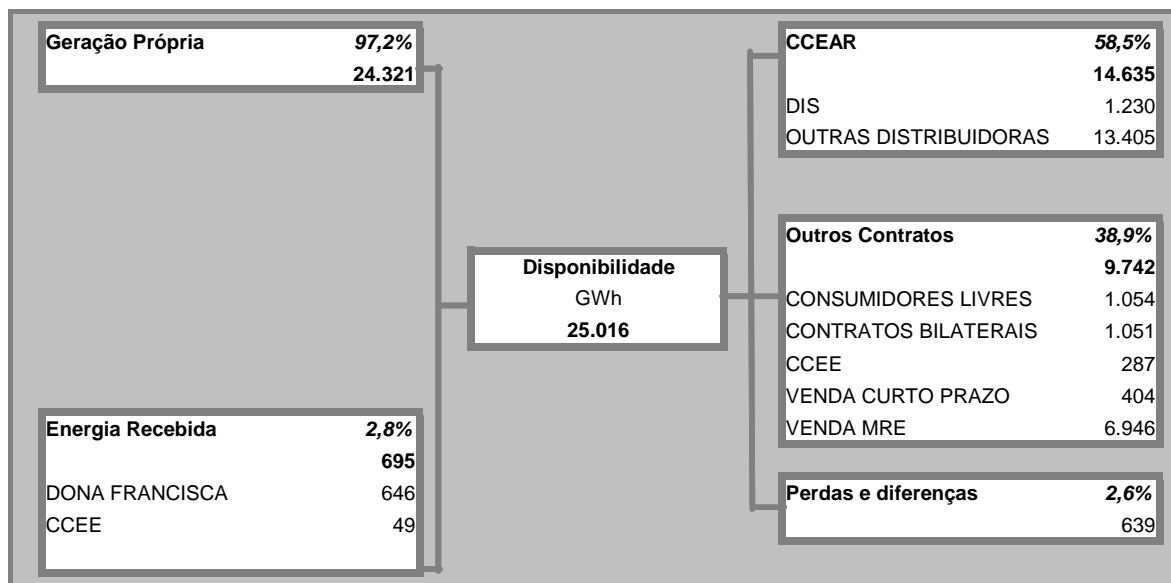 Geração Própria 97,2%
24.321
Energia Recebida 2,8%
695
DONA FRANCISCA 646
CCEE 49
Disponibilidade
GWh
25.016
CCEAR 58,5%
14.635
DIS 1.230
OUTRAS DISTRIBUIDORAS 13.405
Outros Contratos 38,9%
9.742
CONSUMIDORES LIVRES 1.054
CONTRATOS BILATERAIS 1.051
CCEE 287
VENDA CURTO PRAZO 404
VENDA MRE 6.946
Perdas e diferenças 2,6%
639